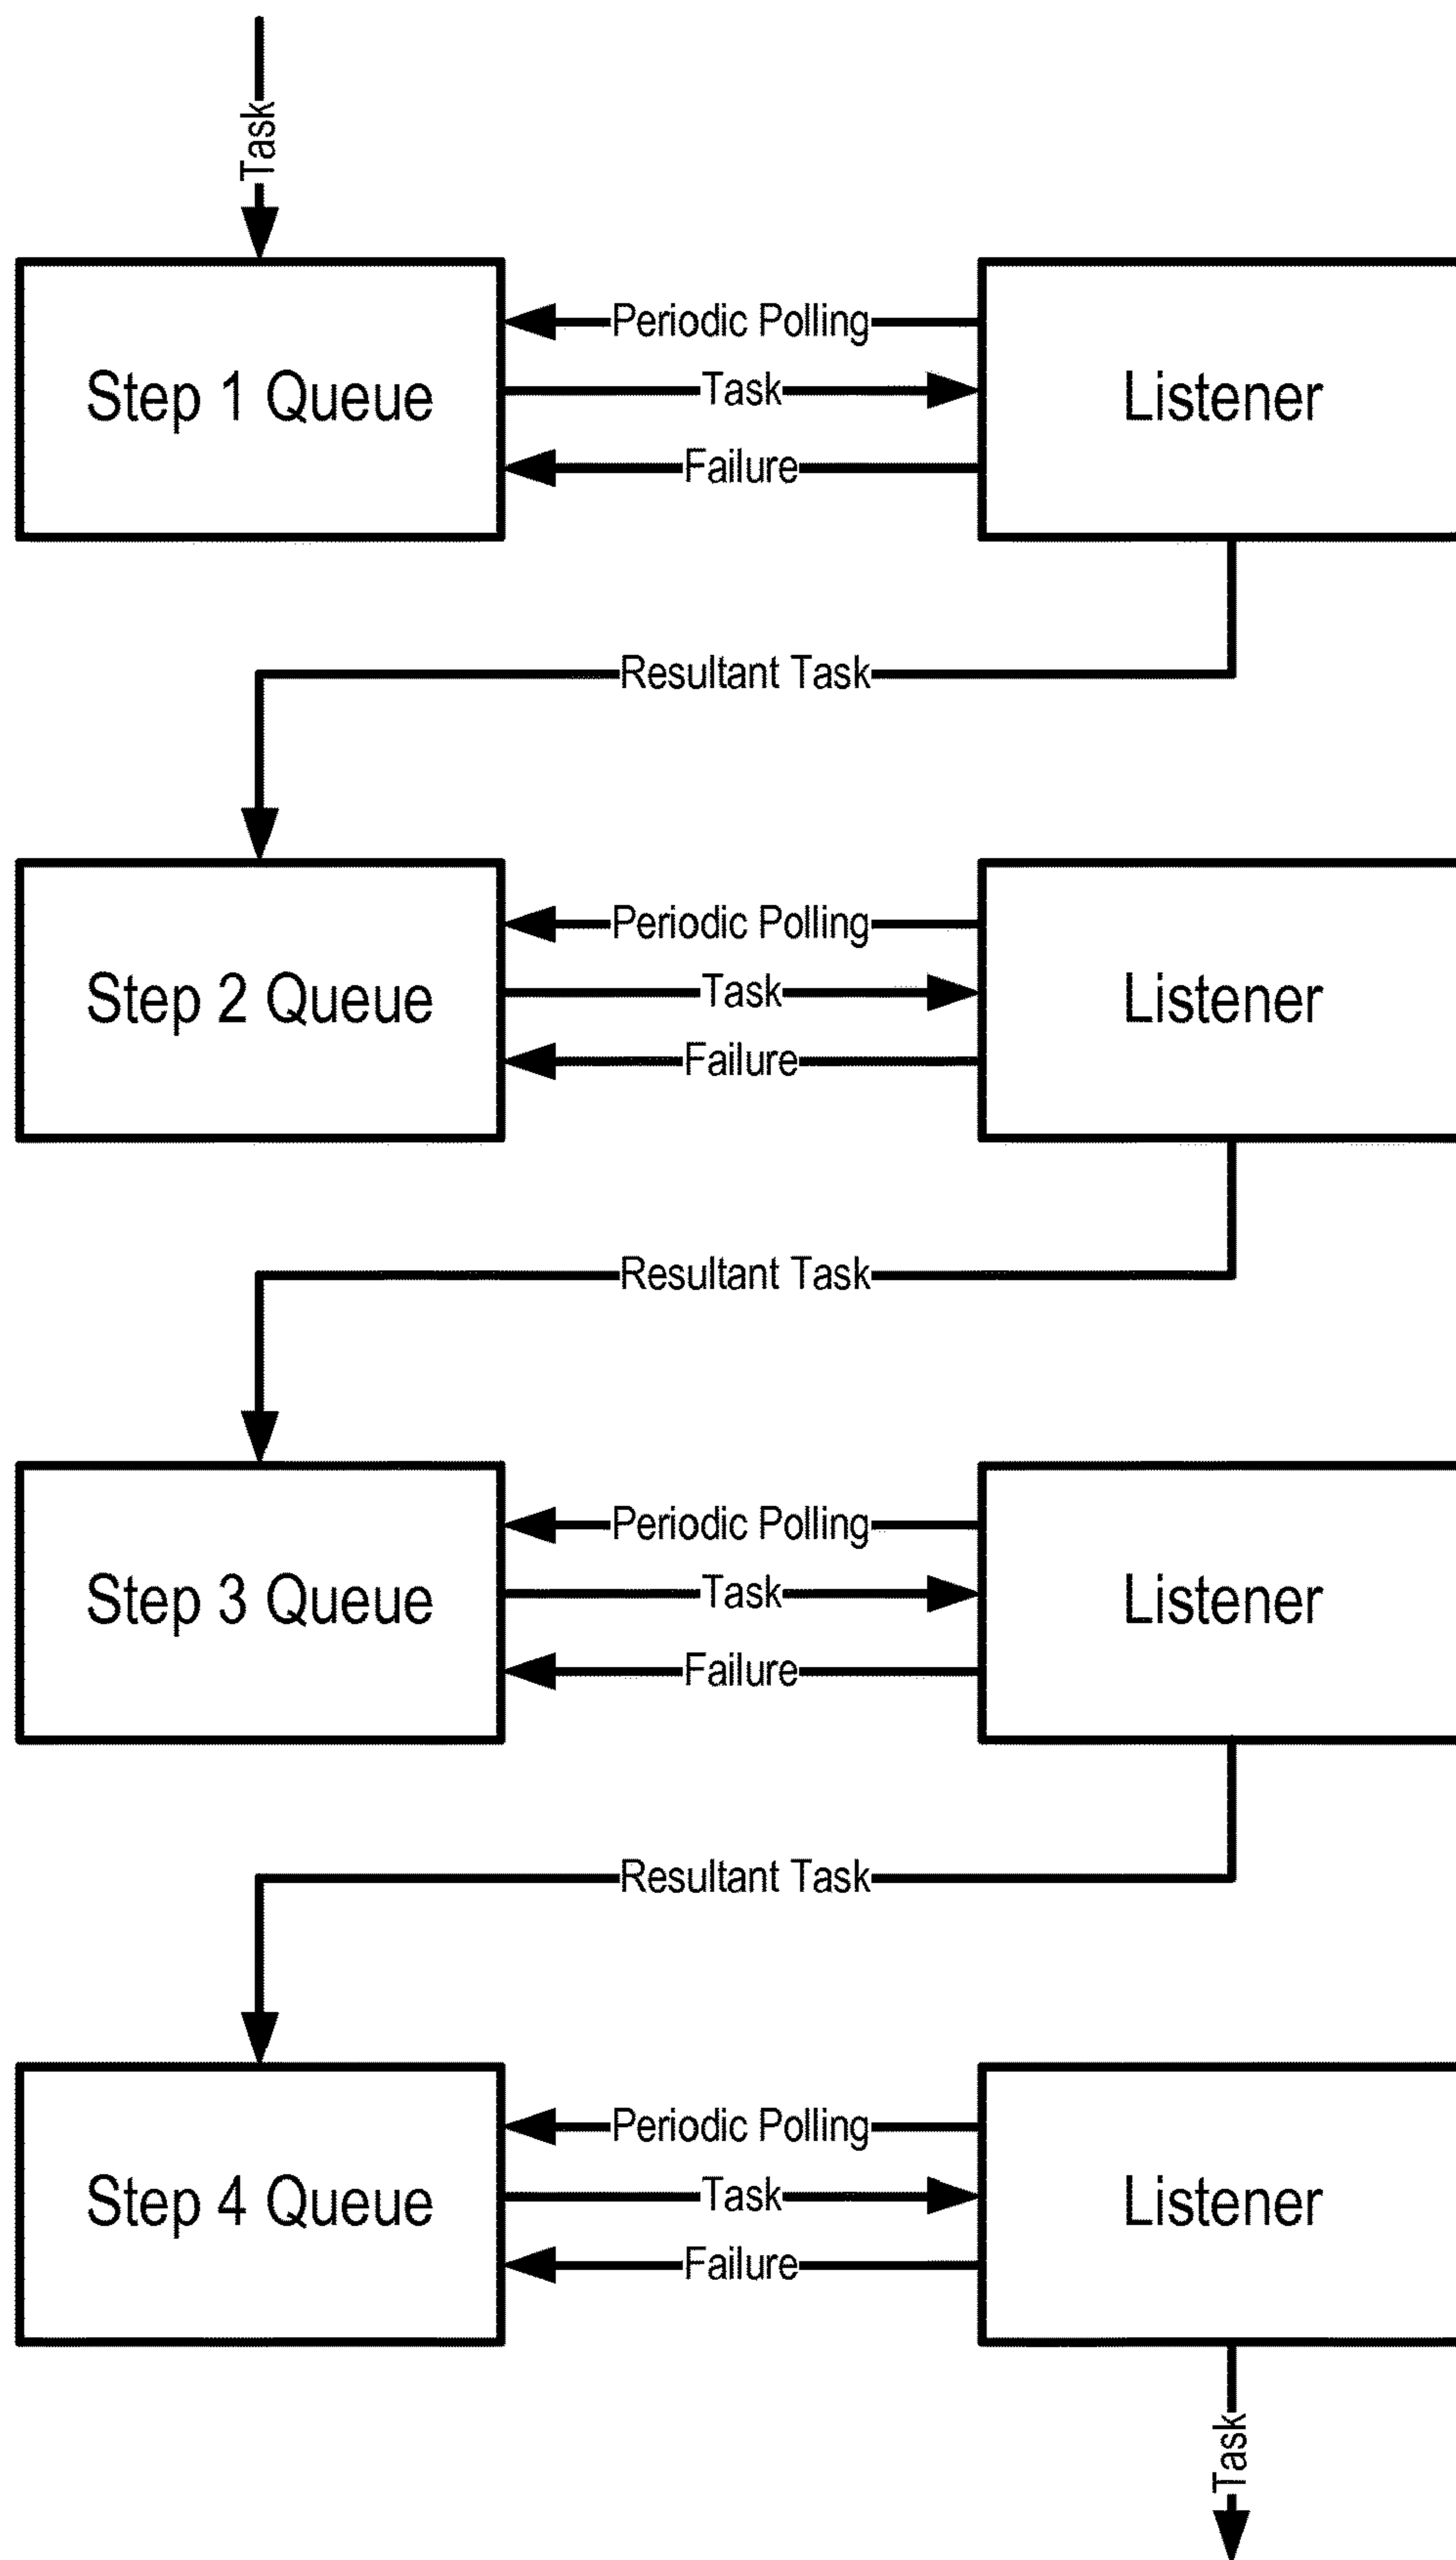 Task
Step 1 Queue
Periodic Polling
Task
Failure
Listener
Resultant Task
Step 2 Queue
Periodic Polling
Task
Failure
Listener
Resultant Task
Step 3 Queue
Periodic Polling
Task
Failure
Listener
Resultant Task
Step 4 Queue
Periodic Polling
Task
Failure
Listener
Task